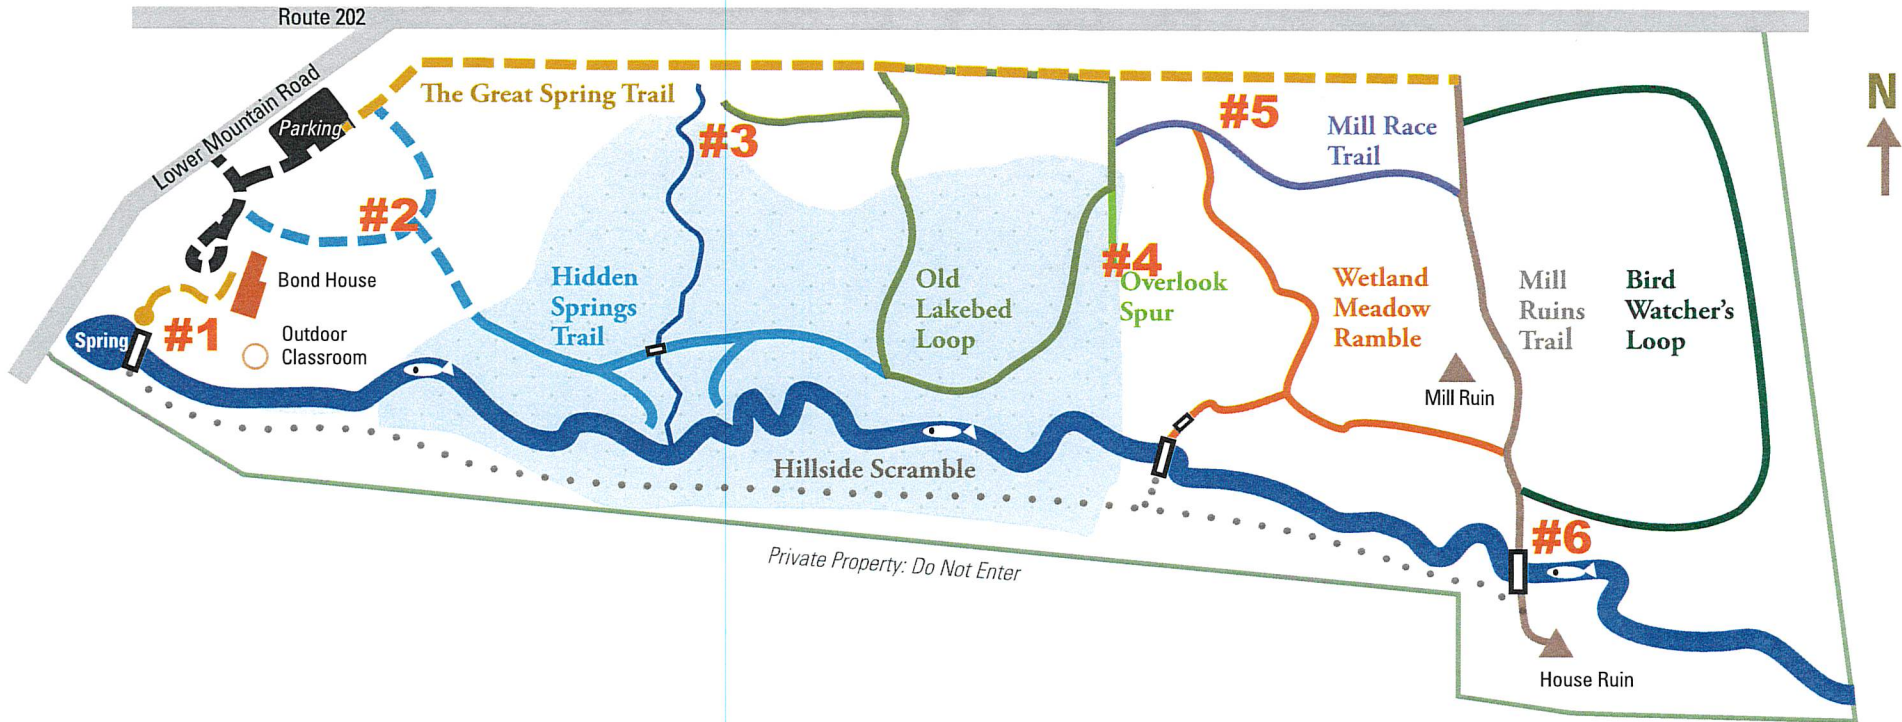 Route 202
Lower Mountain Road
Parking
The Great Spring Trail
N
#3
#5
Mill Race
Trail
#2
#4
Overlook
Spur
Bond House
Hidden
Springs
Trail
Old
Lakebed
Loop
Wetland
Meadow
Ramble
Mill
Ruins
Trail
Bird
Watcher's
Loop
Spring
#1
Outdoor
Classroom
Mill Ruin
Hillside Scramble
#6
Private Property: Do Not Enter
House Ruin